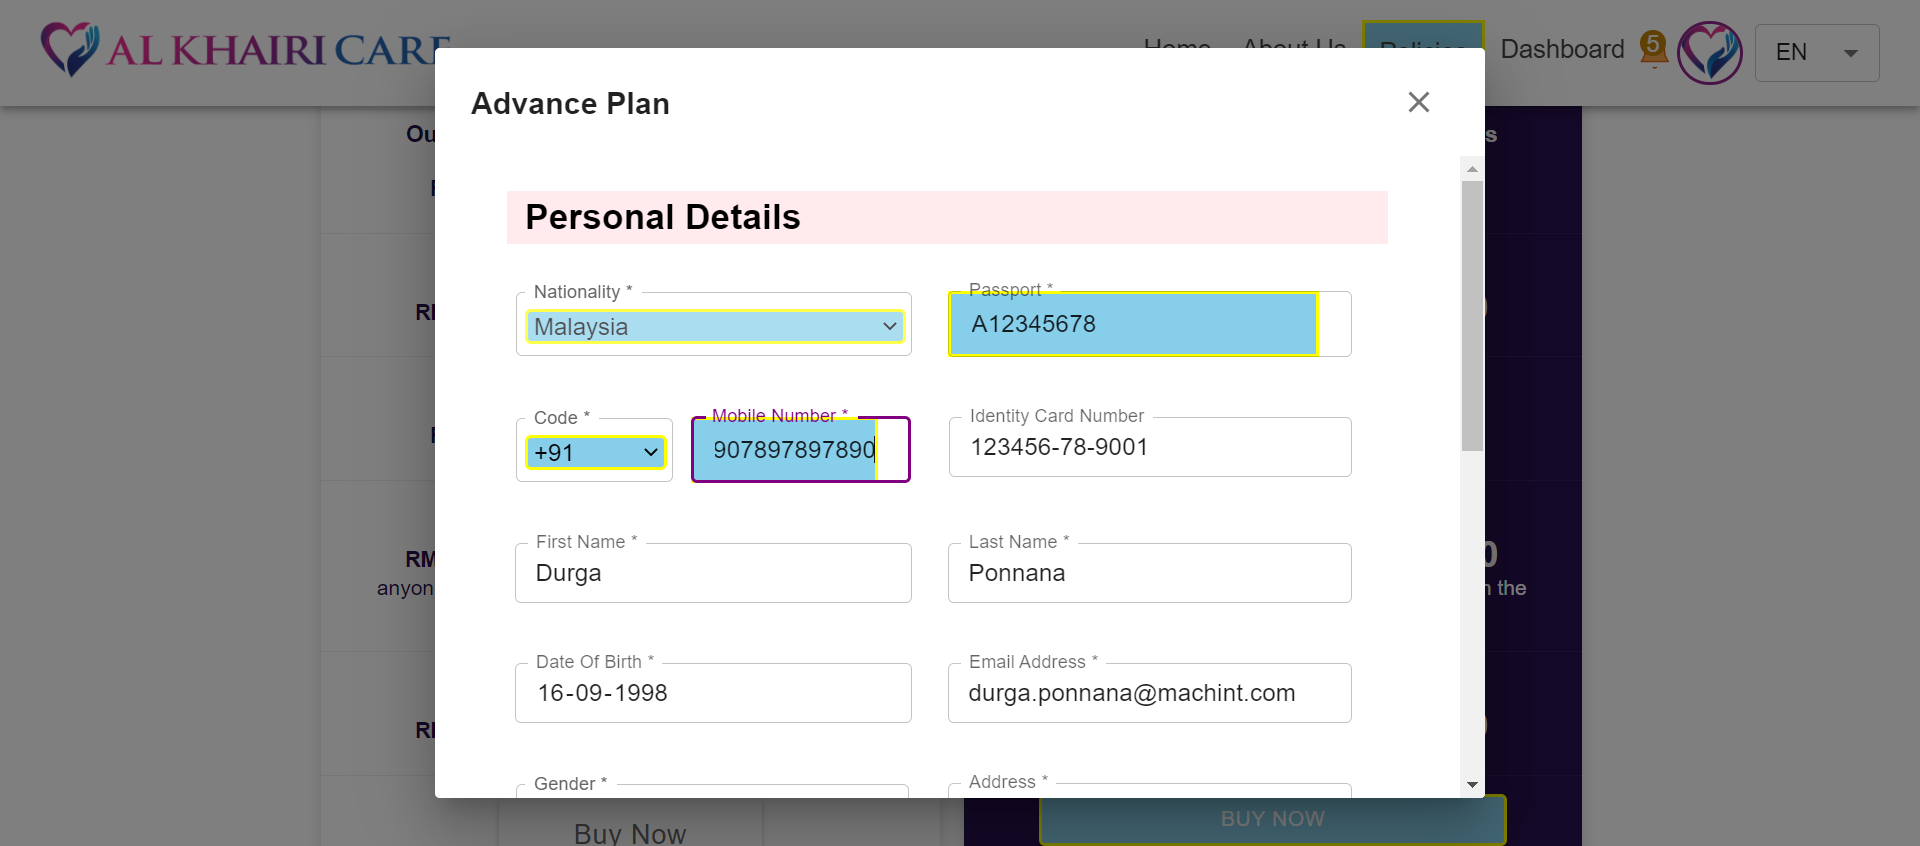 AL KHAIRI CARE
Home About Us Policies Dashboard 5 EN
Advance Plan
Personal Details
Nationality *
Malaysia
Passport *
A12345678
Code *
+91
Mobile Number *
907897897890
Identity Card Number
123456-78-9001
First Name *
Durga
Last Name *
Ponnana
Date Of Birth *
16-09-1998
Email Address *
durga.ponnana@machint.com
Gender *
Address *
Buy Now
BUY NOW
Ou
RM
anyon
the